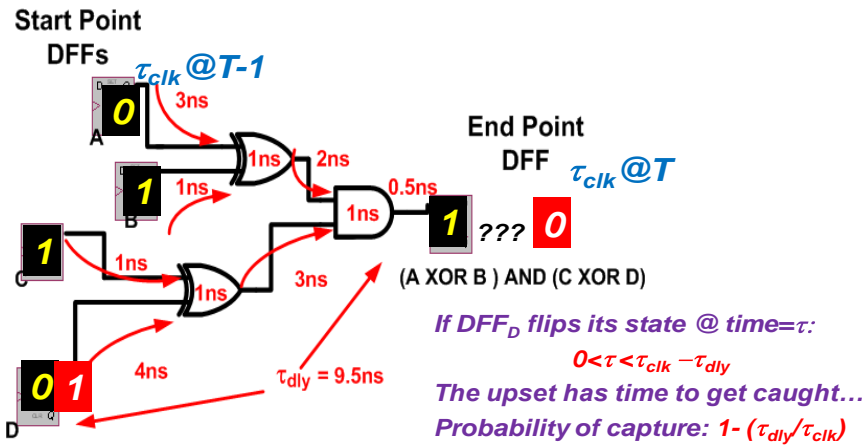 Start Point
DFFs
τclk @T-1
0
A
3ns
1ns
2ns
1
B
1ns
End Point
DFF
τclk @T
0.5ns
1ns
1 ??? 0
(A XOR B ) AND (C XOR D)
1
C
1ns
1ns
3ns
0 1
D
4ns
τdly = 9.5ns
If DFFD flips its state @ time=τ:
0<τ<τclk –τdly
The upset has time to get caught…
Probability of capture: 1- (τdly/τclk)